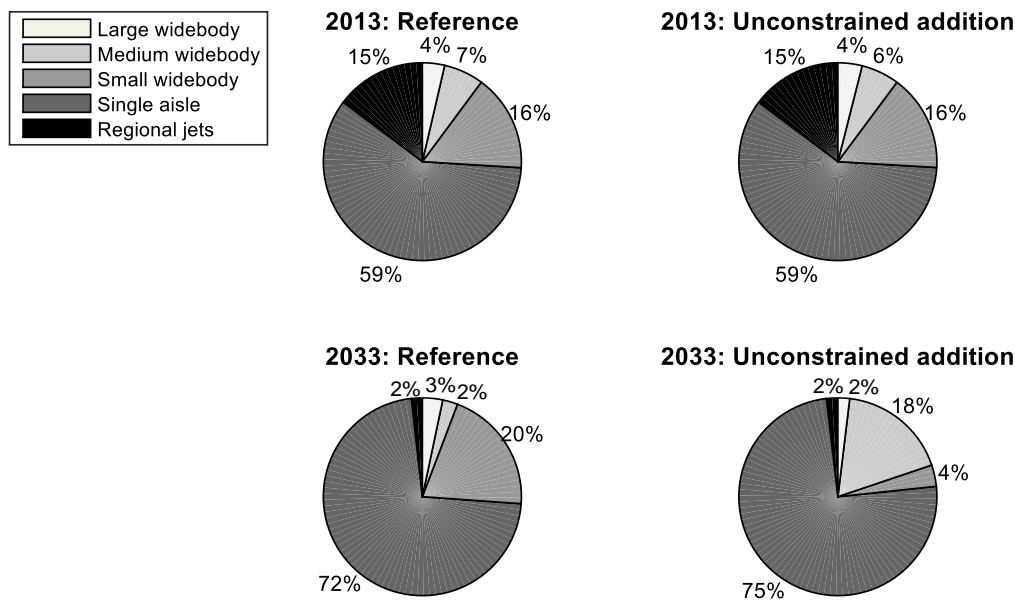 Large widebody
Medium widebody
Small widebody
Single aisle
Regional jets
2013: Reference
15%
4%
7%
16%
59%
2013: Unconstrained addition
15%
4%
6%
16%
59%
2033: Reference
2%
3%
2%
20%
72%
2033: Unconstrained addition
2%
2%
18%
4%
75%